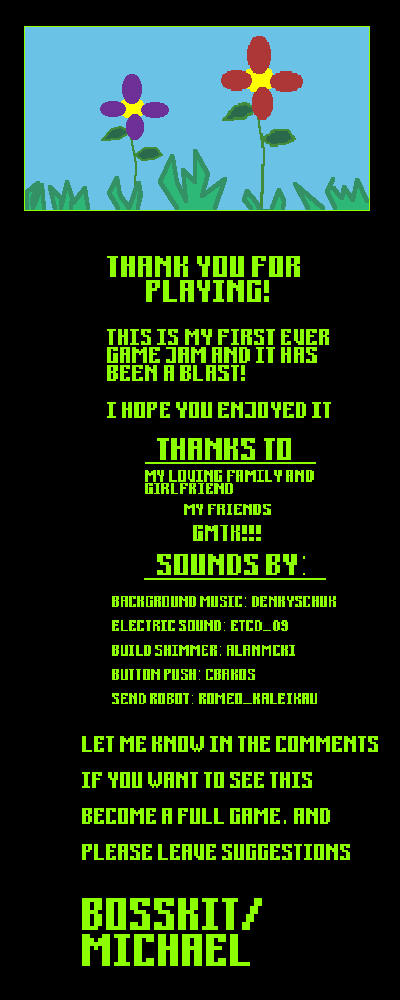 THANK YOU FOR
PLAYING!
THIS IS MY FIRST EVER
GAME JAM AND IT HAS
BEEN A BLAST!
I HOPE YOU ENJOYED IT
THANKS TO
MY LOVING FAMILY AND
GIRLFRIEND
MY FRIENDS
GMTK!!!
SOUNDS BY:
BACKGROUND MUSIC: DENKYSCHUK
ELECTRIC SOUND: ETCD_09
BUILD SHIMMER: ALANMCKI
BUTTON PUSH: CBAKOS
SEND ROBOT: ROMEO_KALEIKAU
LET ME KNOW IN THE COMMENTS
IF YOU WANT TO SEE THIS
BECOME A FULL GAME. AND
PLEASE LEAVE SUGGESTIONS
BOSSKIT/
MICHAEL